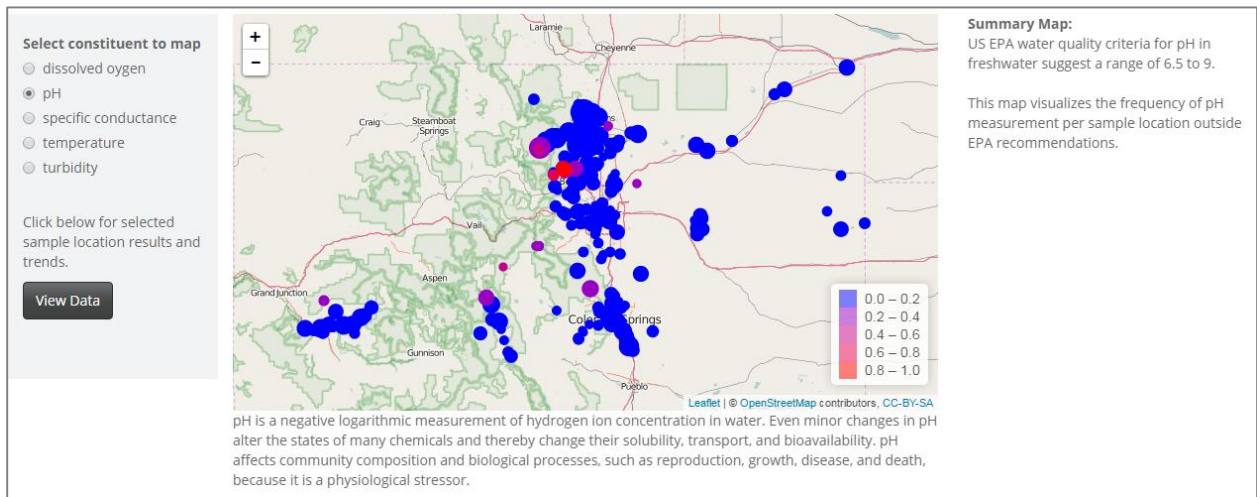 Select constituent to map
dissolved oygen
pH
specific conductance
temperature
turbidity
Click below for selected
sample location results and
trends.
View Data
+
−
Laramie
Cheyenne
Craig
Steamboat
Springs
Vail
Aspen
Grand Junction
Gunnison
Pueblo
0.0 – 0.2
0.2 – 0.4
0.4 – 0.6
0.6 – 0.8
0.8 – 1.0
Leaflet | © OpenStreetMap contributors, CC-BY-SA
pH is a negative logarithmic measurement of hydrogen ion concentration in water. Even minor changes in pH
alter the states of many chemicals and thereby change their solubility, transport, and bioavailability. pH
affects community composition and biological processes, such as reproduction, growth, disease, and death,
because it is a physiological stressor.
Summary Map:
US EPA water quality criteria for pH in
freshwater suggest a range of 6.5 to 9.
This map visualizes the frequency of pH
measurement per sample location outside
EPA recommendations.